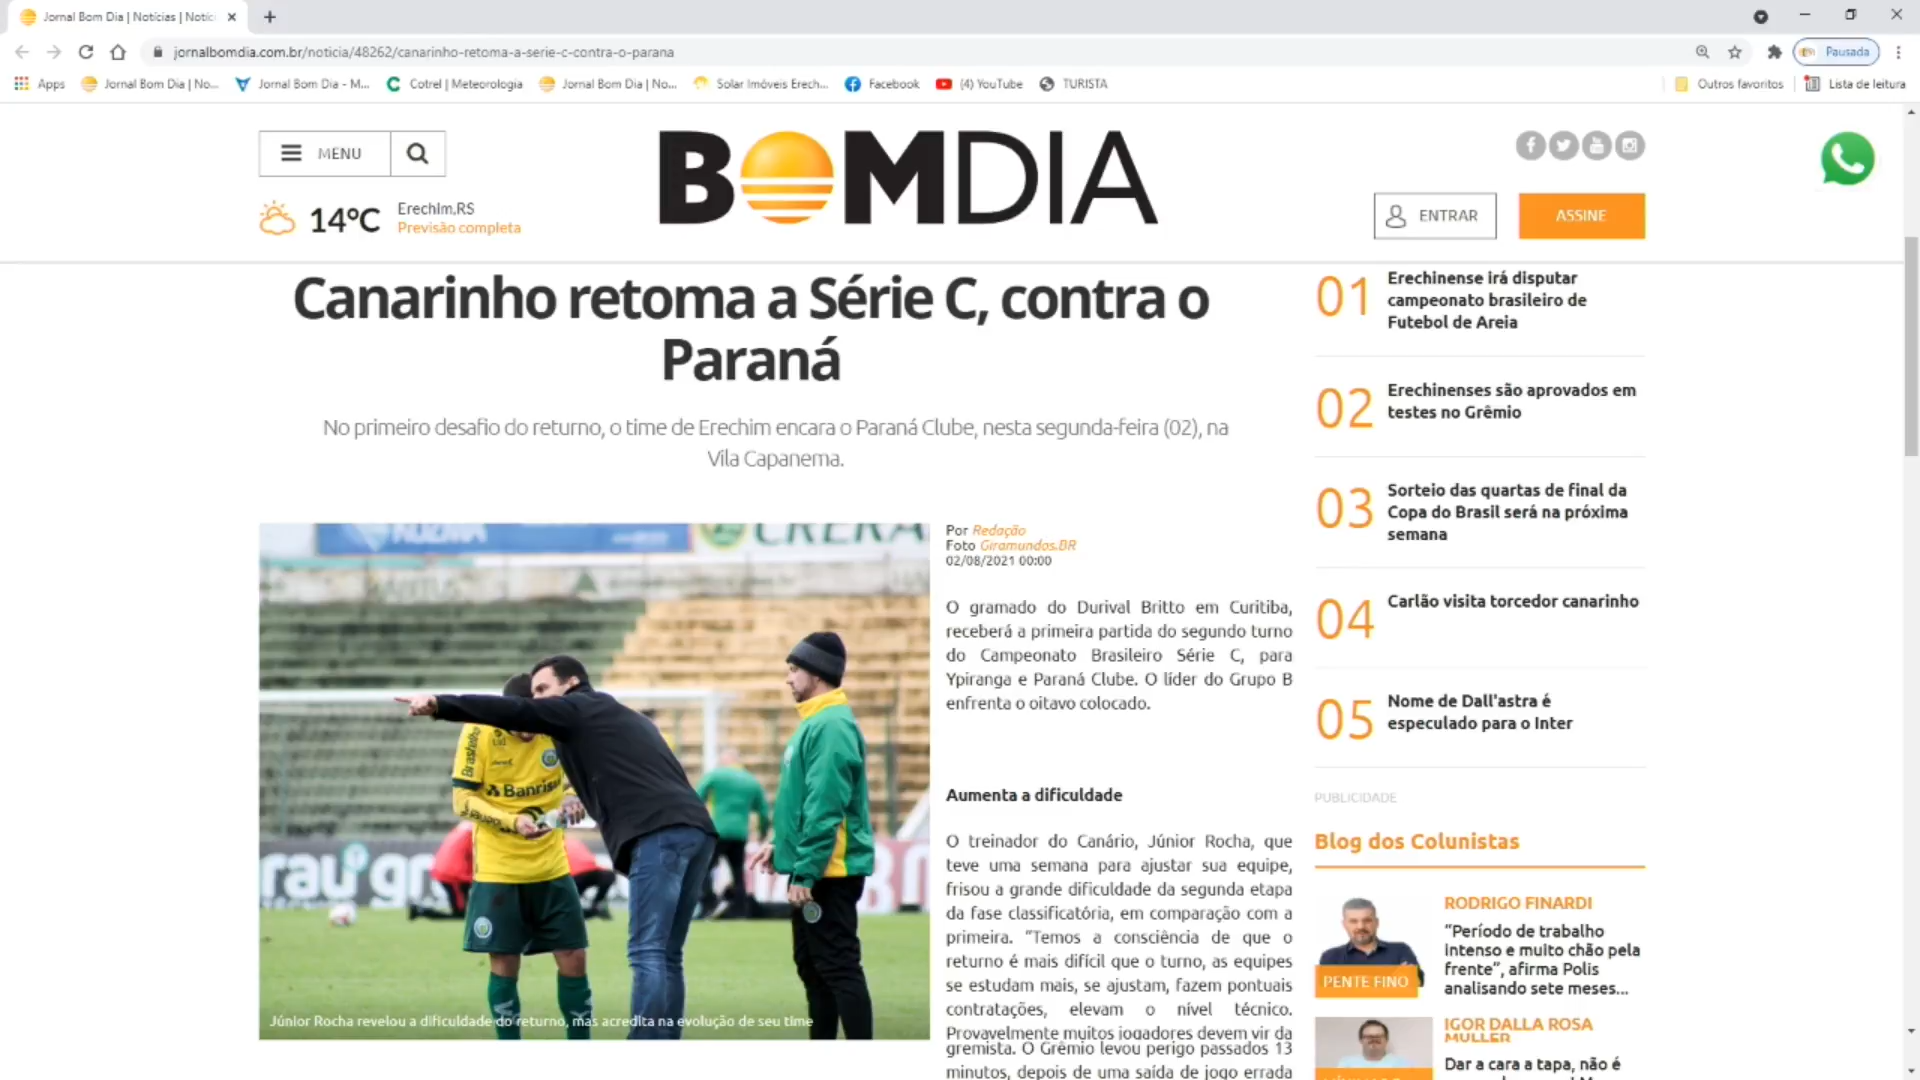 Jornal Bom Dia | Notícias | Notíc
jornalbomdia.com.br/noticia/48262/canarinho-retoma-a-serie-c-contra-o-parana
Pausada
Apps
Jornal Bom Dia | No...
Jornal Bom Dia - M...
Cotrel | Meteorologia
Jornal Bom Dia | No...
Solar Imóveis Erech...
Facebook
(4) YouTube
TURISTA
Outros favoritos
Lista de leitura
MENU
BOMDIA
14ºC
Erechim,RS
Previsão completa
ENTRAR
ASSINE
Canarinho retoma a Série C, contra o
Paraná
No primeiro desafio do returno, o time de Erechim encara o Paraná Clube, nesta segunda-feira (02), na
Vila Capanema.
Banrisul
Júnior Rocha revelou a dificuldade do returno, mas acredita na evolução de seu time
Por Redação
Foto Giramundos.BR
02/08/2021 00:00
O gramado do Durival Britto em Curitiba,
receberá a primeira partida do segundo turno
do Campeonato Brasileiro Série C, para
Ypiranga e Paraná Clube. O líder do Grupo B
enfrenta o oitavo colocado.
Aumenta a dificuldade
O treinador do Canário, Júnior Rocha, que
teve uma semana para ajustar sua equipe,
frisou a grande dificuldade da segunda etapa
da fase classificatória, em comparação com a
primeira. “Temos a consciência de que o
returno é mais difícil que o turno, as equipes
se estudam mais, se ajustam, fazem pontuais
contratações, elevam o nível técnico.
Provavelmente muitos jogadores devem vir da
gremista. O Grêmio levou perigo passados 13
minutos, depois de uma saída de jogo errada
01
Erechinense irá disputar
campeonato brasileiro de
Futebol de Areia
02
Erechinenses são aprovados em
testes no Grêmio
03
Sorteio das quartas de final da
Copa do Brasil será na próxima
semana
04
Carlão visita torcedor canarinho
05
Nome de Dall'astra é
especulado para o Inter
PUBLICIDADE
Blog dos Colunistas
PENTE FINO
RODRIGO FINARDI
“Período de trabalho
intenso e muito chão pela
frente”, afirma Polis
analisando sete meses...
IGOR DALLA ROSA
MULLER
Dar a cara a tapa, não é